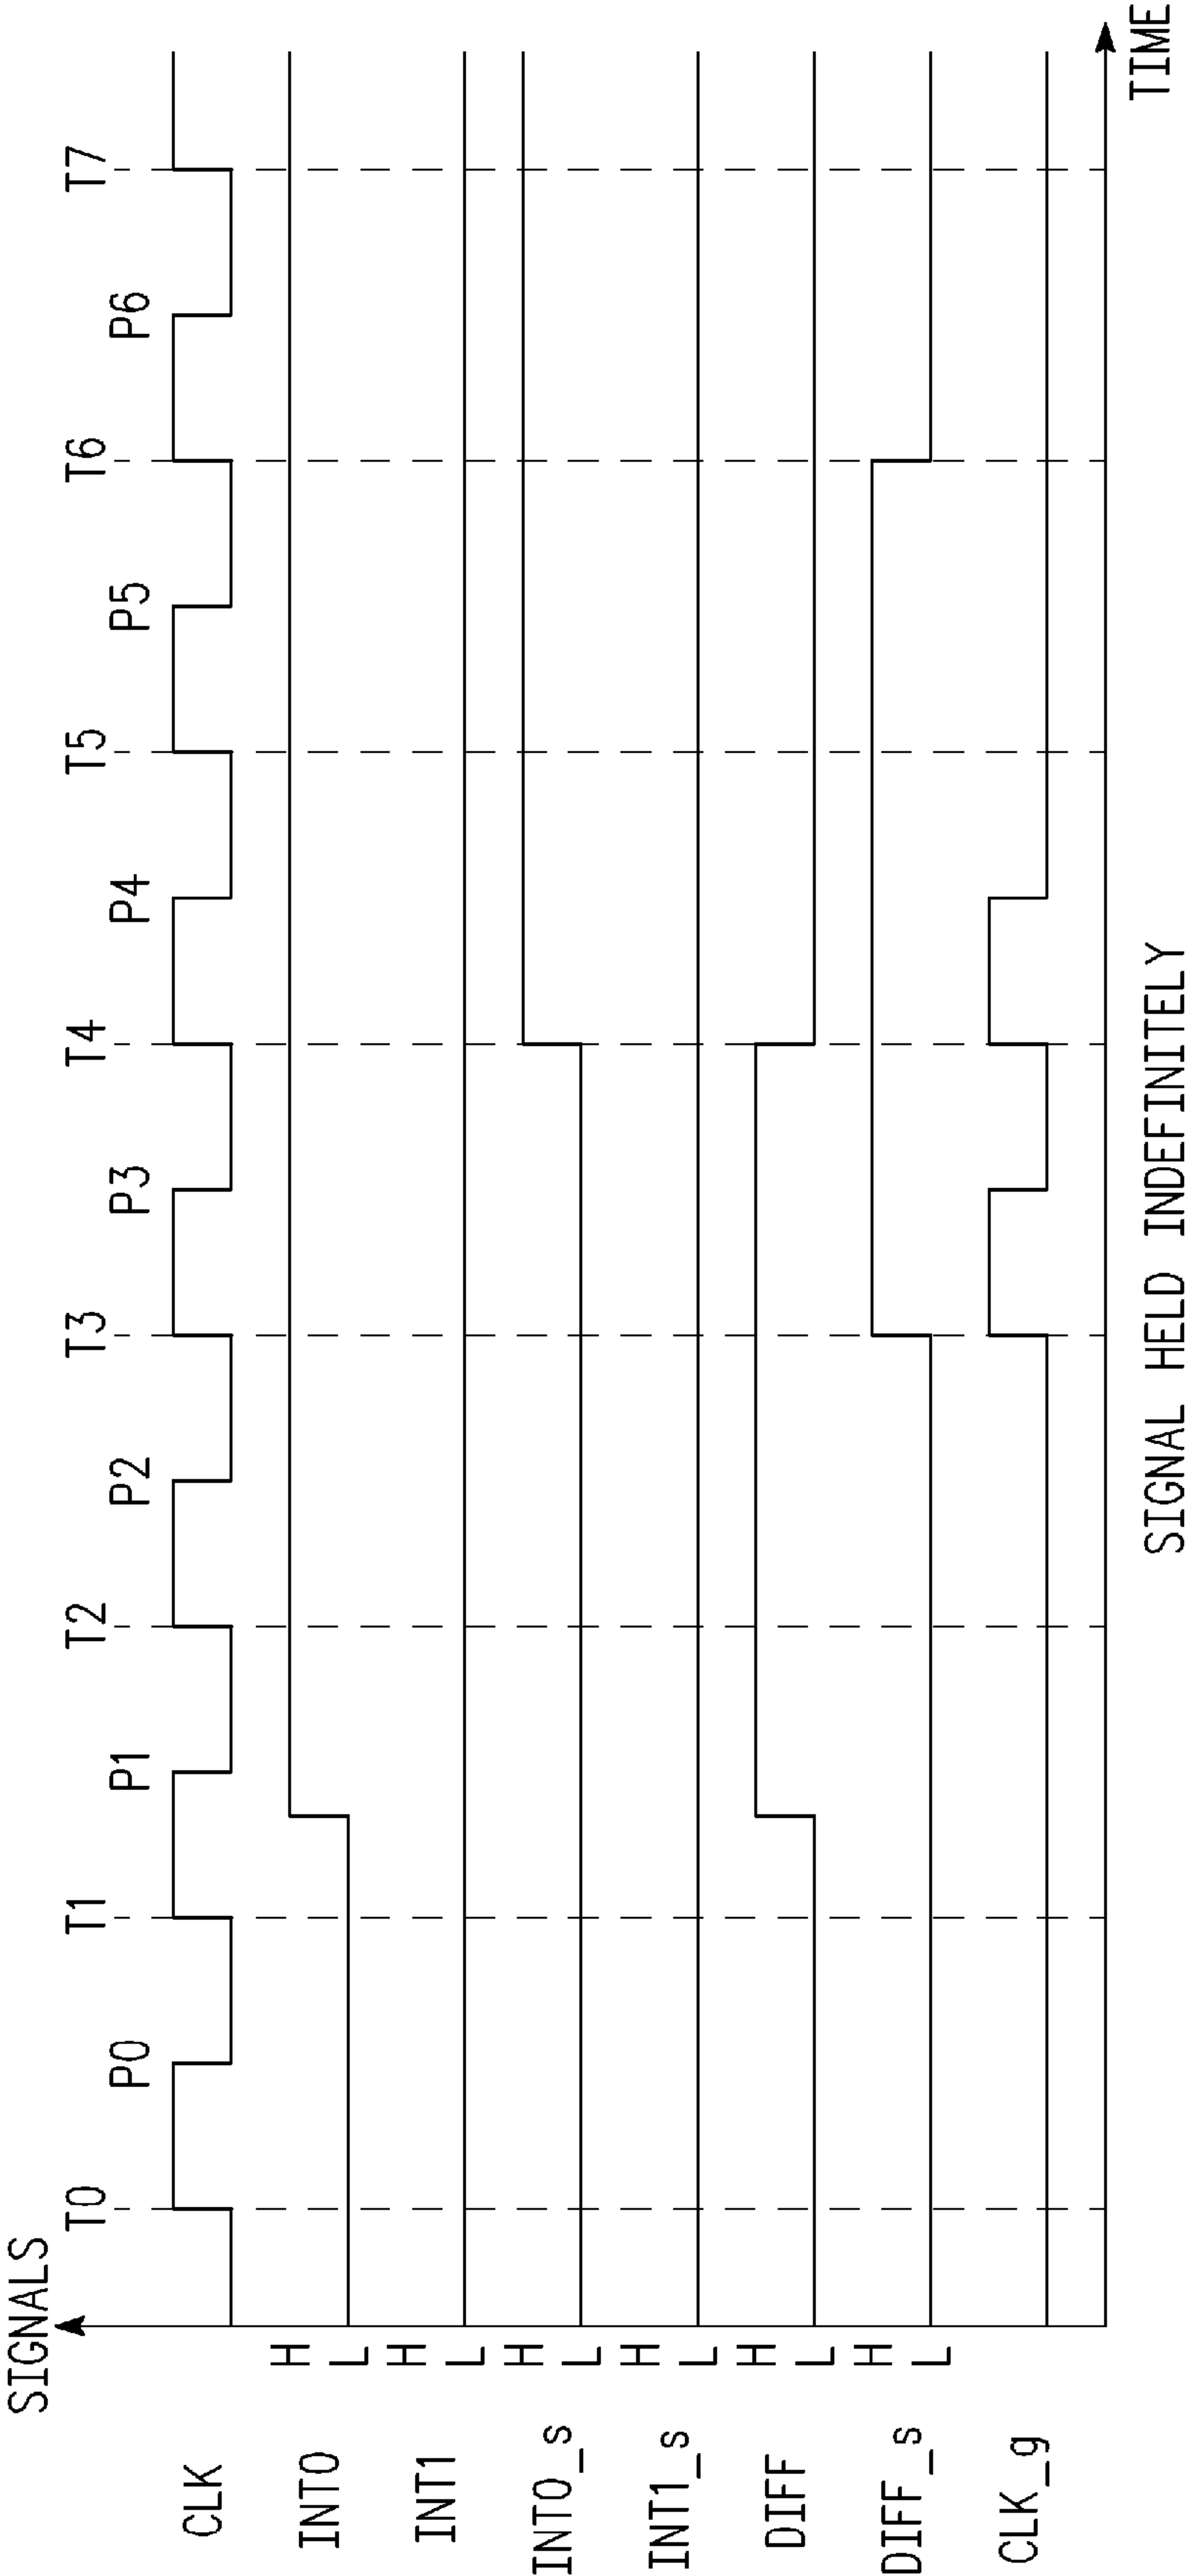 SIGNALS
T0 T1 T2 T3 T4 T5 T6 T7
P0 P1 P2 P3 P4 P5 P6
CLK
INT0 H
L
INT1 H
L
INT0_s H
L
INT1_s H
L
DIFF H
L
DIFF_s H
L
CLK_g
TIME
SIGNAL HELD INDEFINITELY